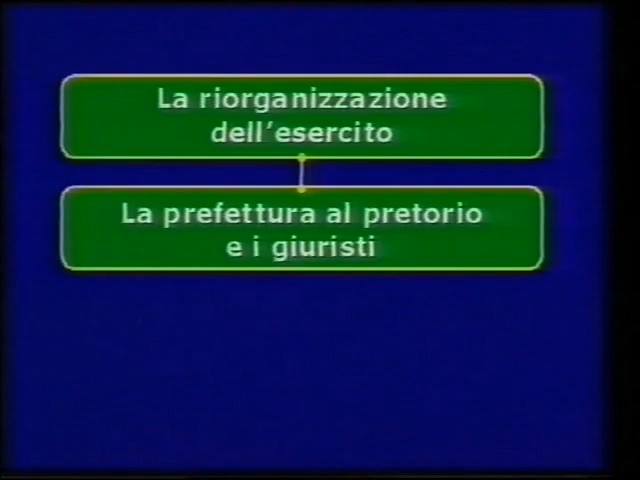 La riorganizzazione
dell'esercito
La prefettura al pretorio
e i giuristi